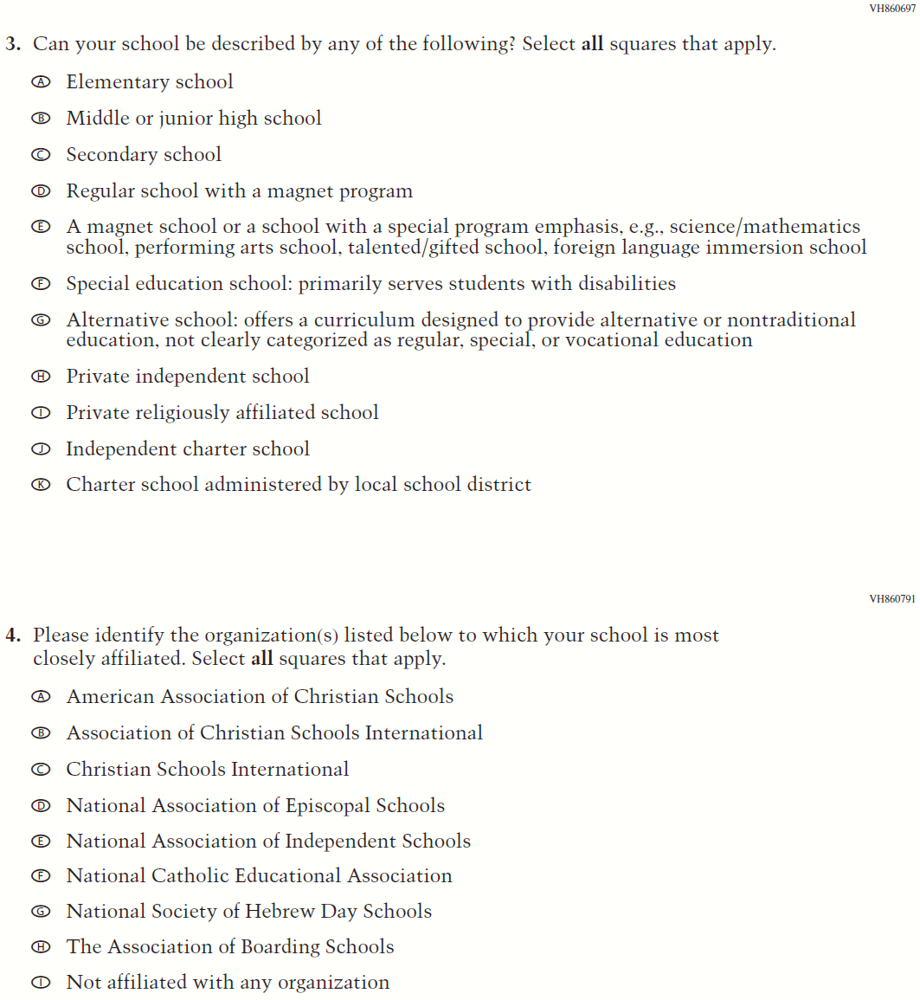 VH860697
3. Can your school be described by any of the following? Select all squares that apply.
A Elementary school
B Middle or junior high school
C Secondary school
D Regular school with a magnet program
E A magnet school or a school with a special program emphasis, e.g., science/mathematics
school, performing arts school, talented/gifted school, foreign language immersion school
F Special education school: primarily serves students with disabilities
G Alternative school: offers a curriculum designed to provide alternative or nontraditional
education, not clearly categorized as regular, special, or vocational education
H Private independent school
I Private religiously affiliated school
J Independent charter school
K Charter school administered by local school district
VH860791
4. Please identify the organization(s) listed below to which your school is most
closely affiliated. Select all squares that apply.
A American Association of Christian Schools
B Association of Christian Schools International
C Christian Schools International
D National Association of Episcopal Schools
E National Association of Independent Schools
F National Catholic Educational Association
G National Society of Hebrew Day Schools
H The Association of Boarding Schools
I Not affiliated with any organization